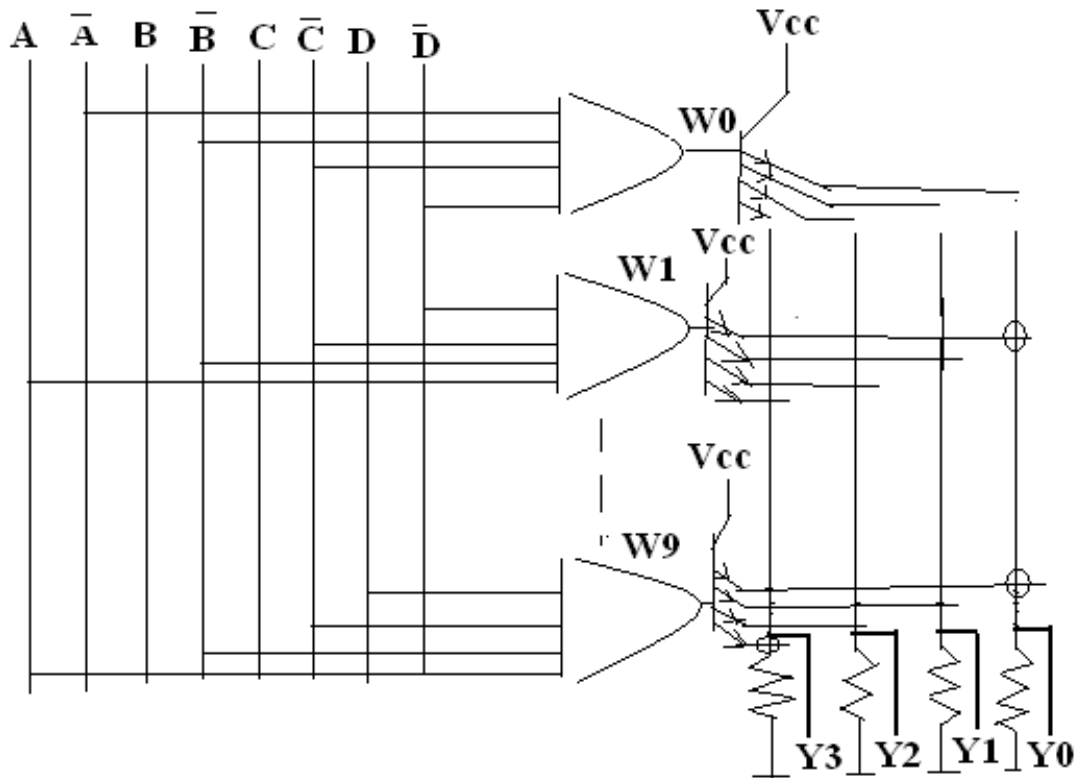 A A̅ B B̅ C C̅ D D̅
Vcc
W0
Vcc
W1
Vcc
W9
Y3 Y2 Y1 Y0